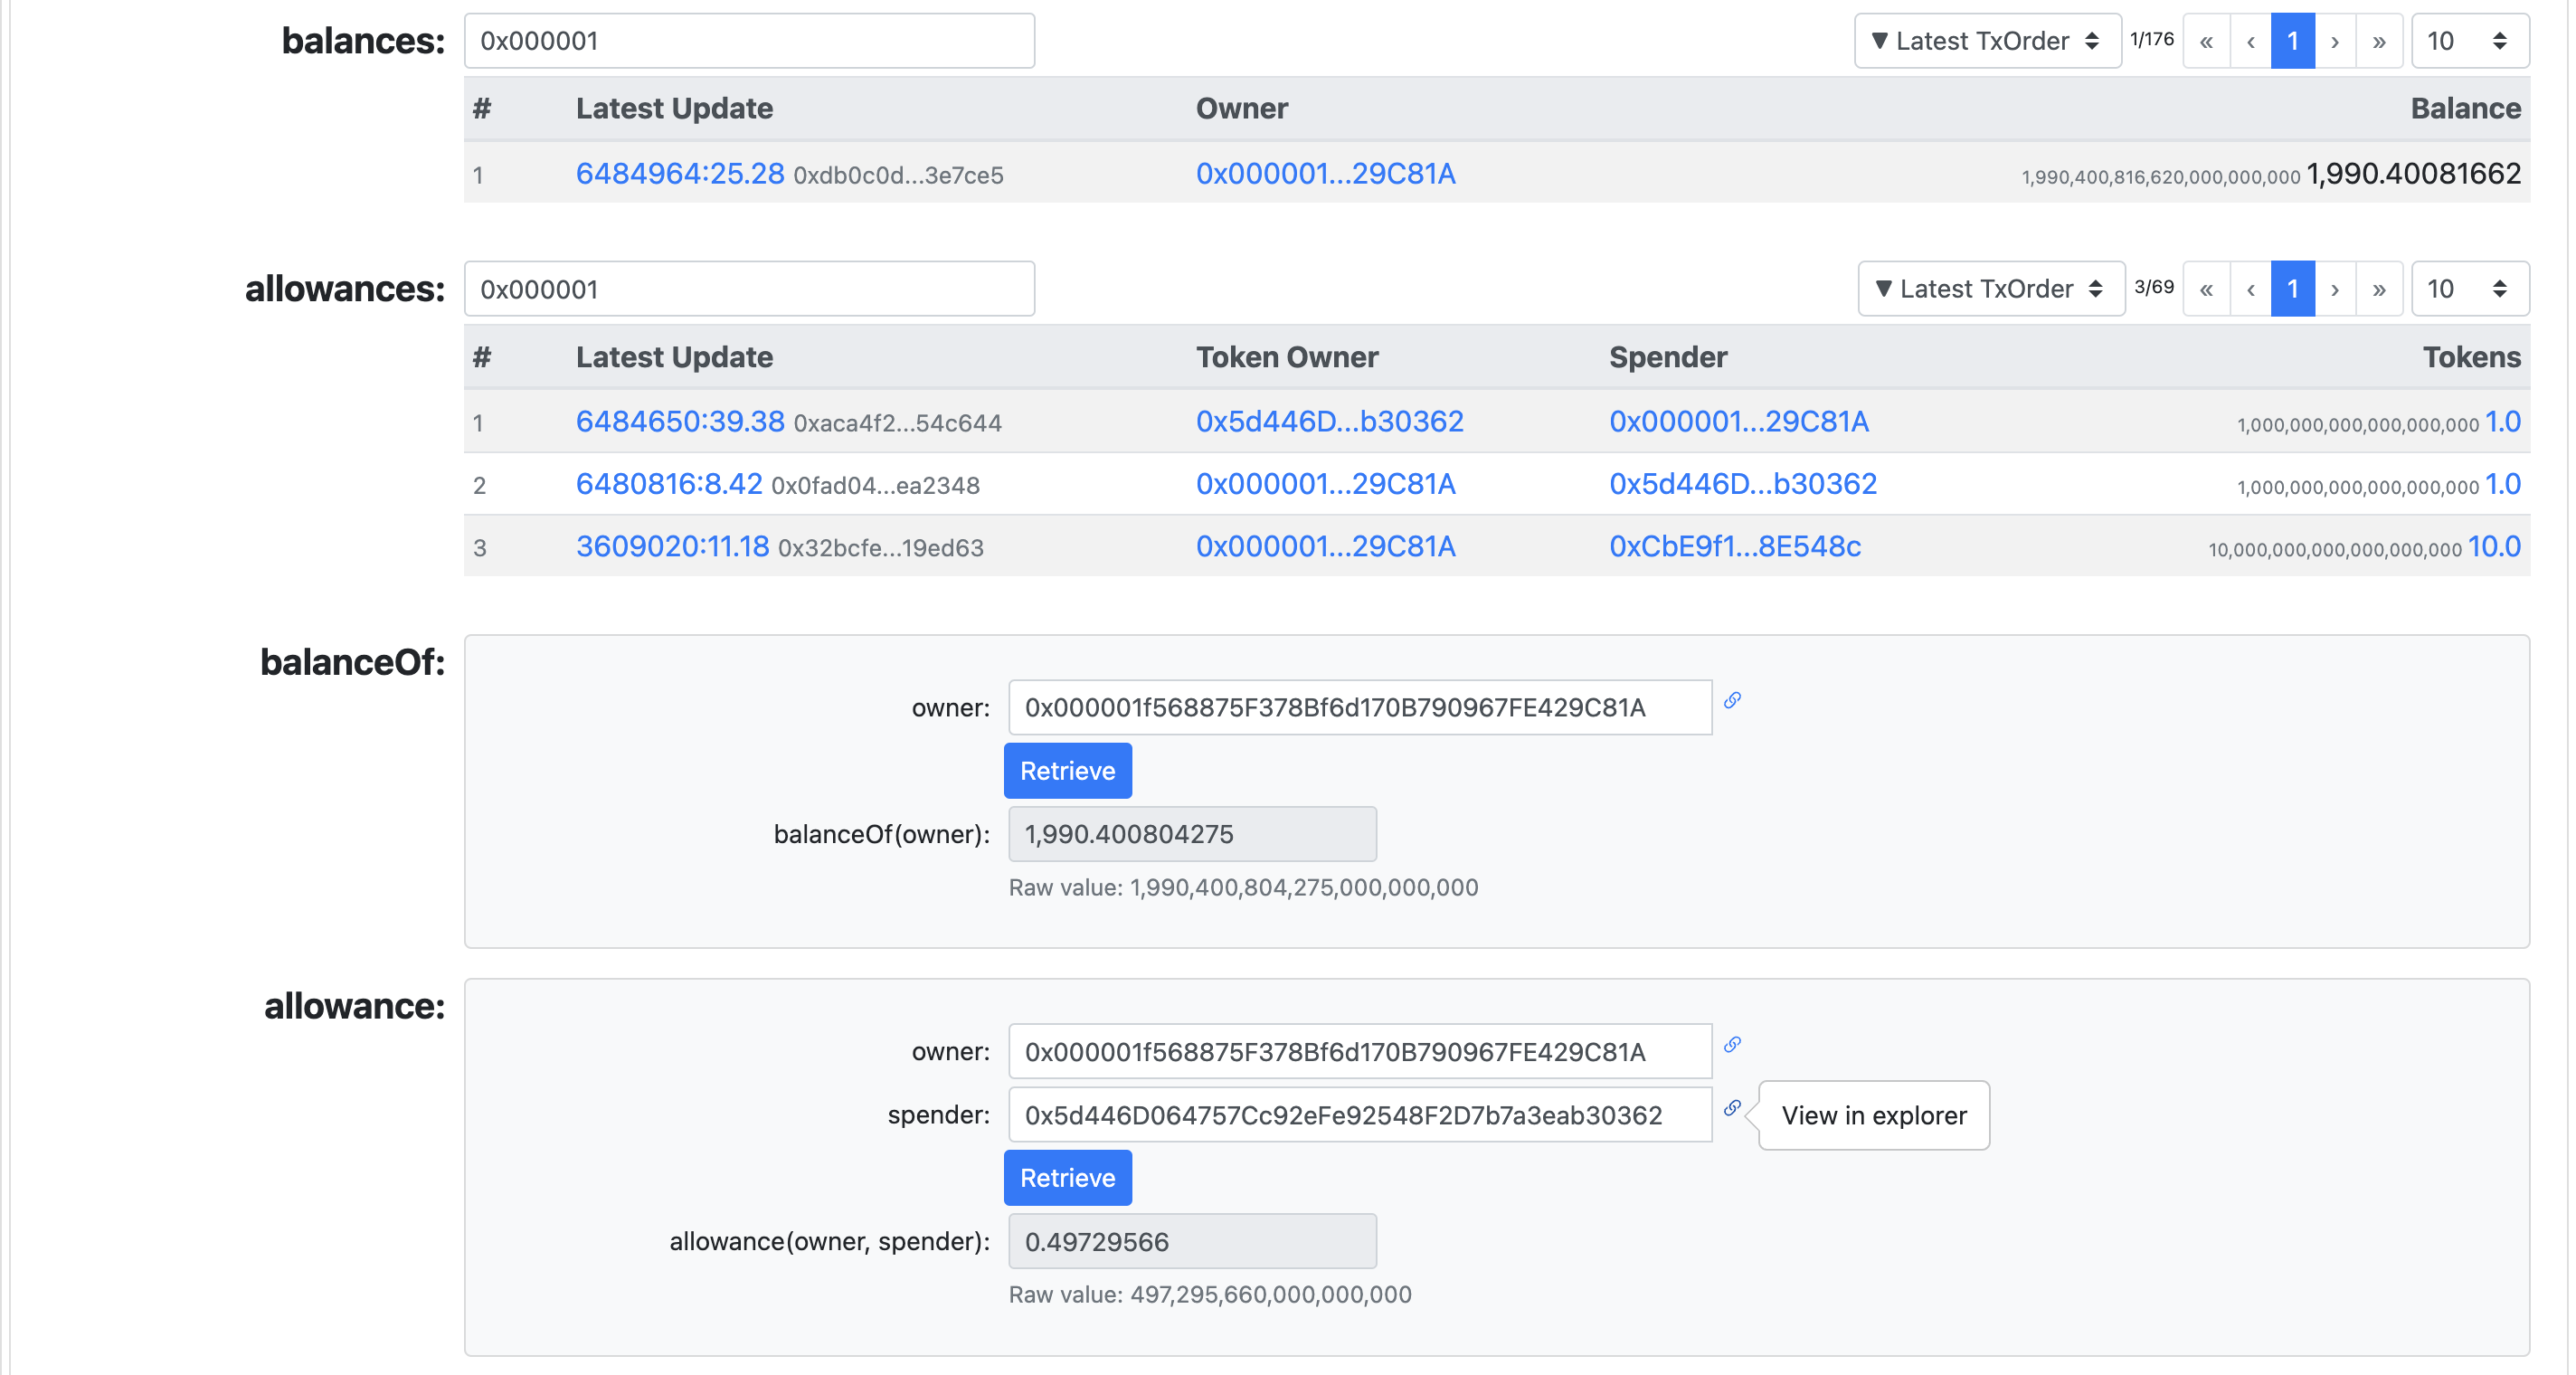 balances: 0x000001 ▼ Latest TxOrder 1/176 « ‹ 1 › » 10
# Latest Update Owner Balance
1 6484964:25.28 0xdb0c0d...3e7ce5 0x000001...29C81A 1,990,400,816,620,000,000,000 1,990.40081662
allowances: 0x000001 ▼ Latest TxOrder 3/69 « ‹ 1 › » 10
# Latest Update Token Owner Spender Tokens
1 6484650:39.38 0xaca4f2...54c644 0x5d446D...b30362 0x000001...29C81A 1,000,000,000,000,000,000 1.0
2 6480816:8.42 0x0fad04...ea2348 0x000001...29C81A 0x5d446D...b30362 1,000,000,000,000,000,000 1.0
3 3609020:11.18 0x32bcfe...19ed63 0x000001...29C81A 0xCbE9f1...8E548c 10,000,000,000,000,000,000 10.0
balanceOf:
owner: 0x000001f568875F378Bf6d170B790967FE429C81A
Retrieve
balanceOf(owner): 1,990.400804275
Raw value: 1,990,400,804,275,000,000,000
allowance:
owner: 0x000001f568875F378Bf6d170B790967FE429C81A
spender: 0x5d446D064757Cc92eFe92548F2D7b7a3eab30362 View in explorer
Retrieve
allowance(owner, spender): 0.49729566
Raw value: 497,295,660,000,000,000